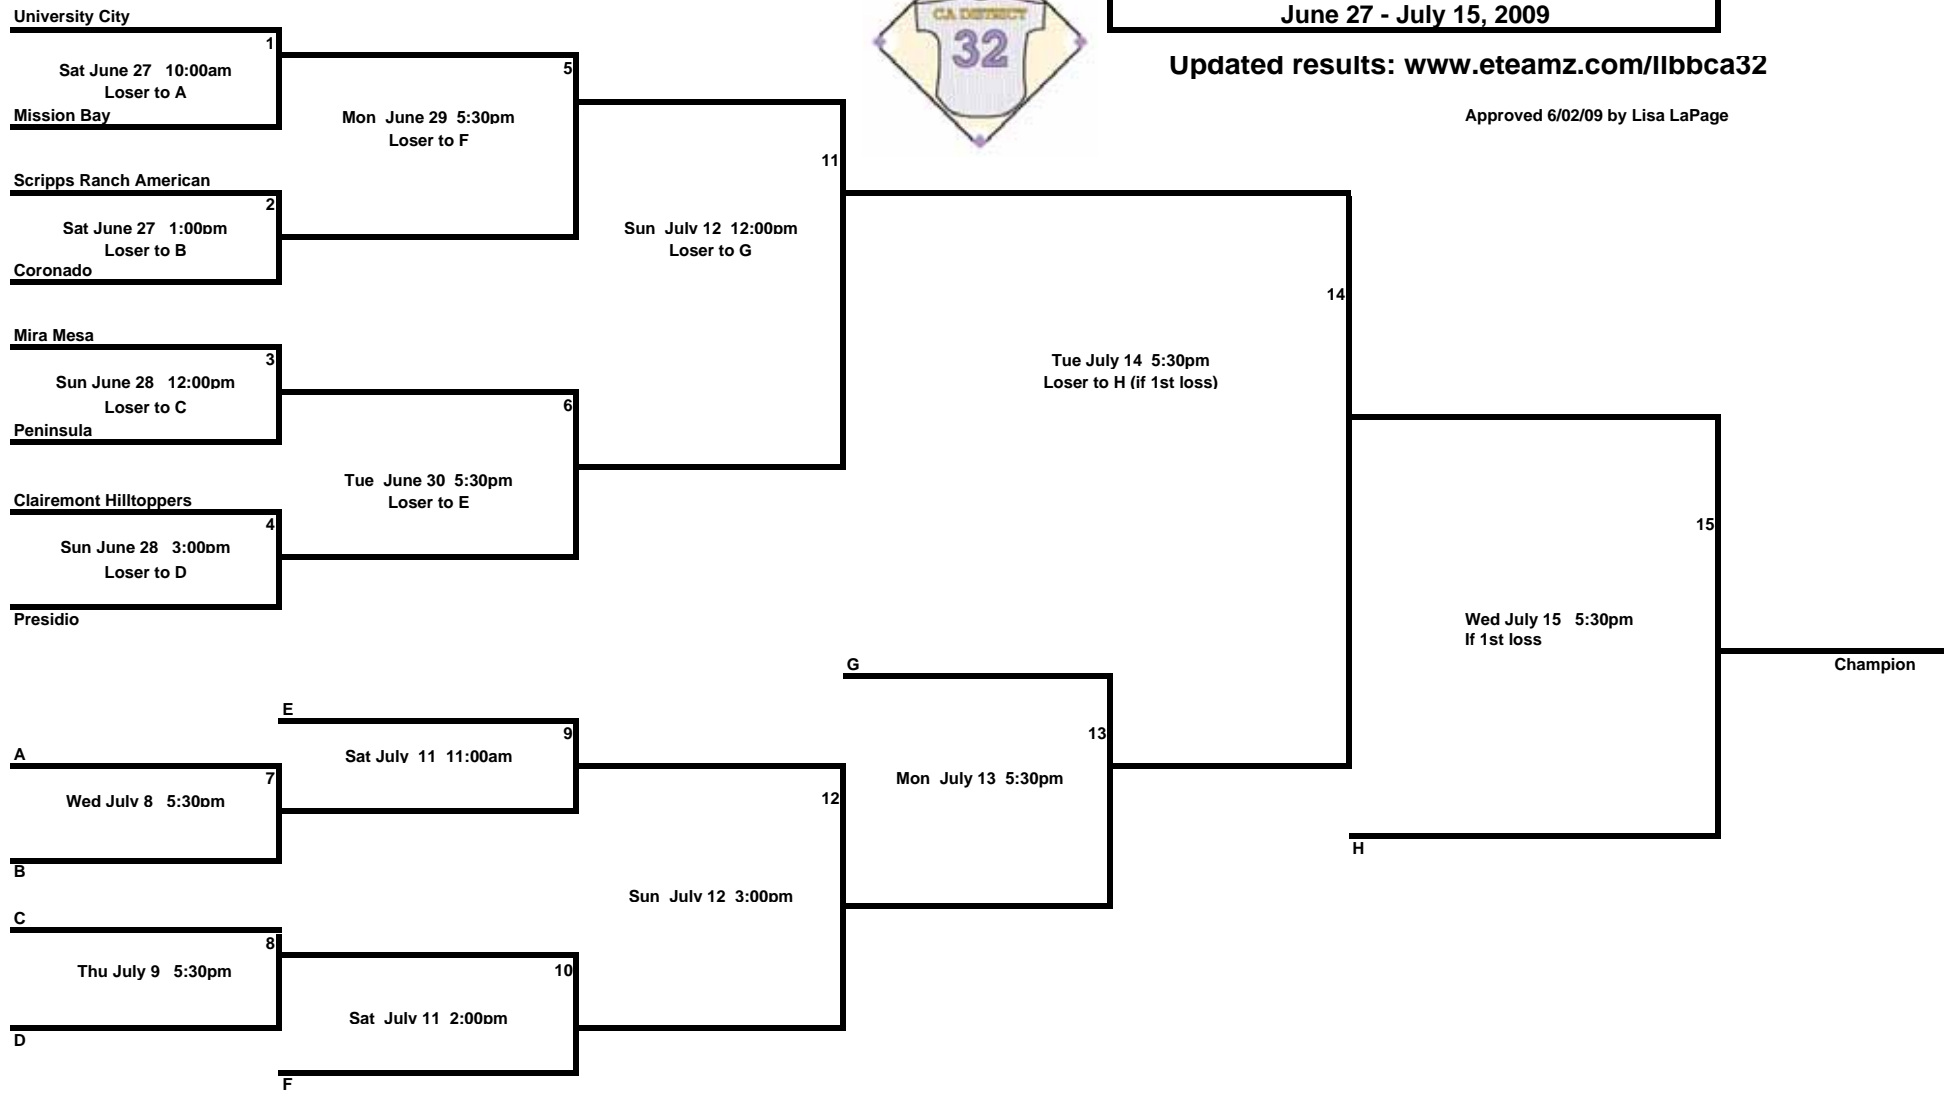 University City
1
Sat June 27 10:00am
Loser to A
Mission Bay
5
Mon June 29 5:30pm
Loser to F
Scripps Ranch American
2
Sat June 27 1:00pm
Loser to B
Coronado
Mira Mesa
3
Sun June 28 12:00pm
Loser to C
Peninsula
6
Tue June 30 5:30pm
Loser to E
Clairemont Hilltoppers
4
Sun June 28 3:00pm
Loser to D
Presidio
11
Sun July 12 12:00pm
Loser to G
CA DISTRICT
32
June 27 - July 15, 2009
Updated results: www.eteamz.com/llbbca32
Approved 6/02/09 by Lisa LaPage
14
Tue July 14 5:30pm
Loser to H (if 1st loss)
15
Wed July 15 5:30pm
If 1st loss
Champion
G
13
Mon July 13 5:30pm
H
E
9
Sat July 11 11:00am
A
7
Wed July 8 5:30pm
B
12
Sun July 12 3:00pm
C
8
Thu July 9 5:30pm
D
10
Sat July 11 2:00pm
F